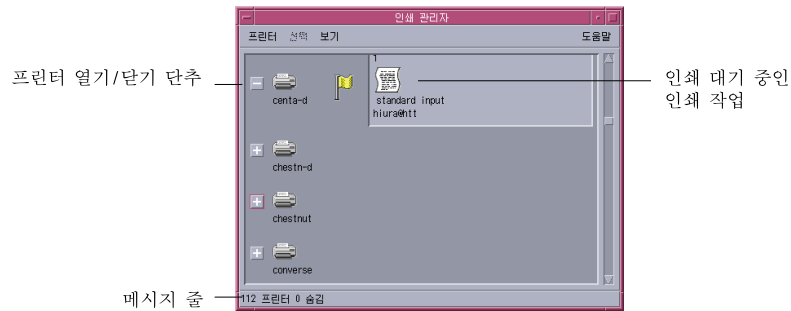 인쇄 관리자
프린터 선택 보기 도움말
프린터 열기/닫기 단추
centa-d
1
standard input
hiura@htt
인쇄 대기 중인
인쇄 작업
chestn-d
chestnut
converse
메시지 줄
112 프린터 0 숨김